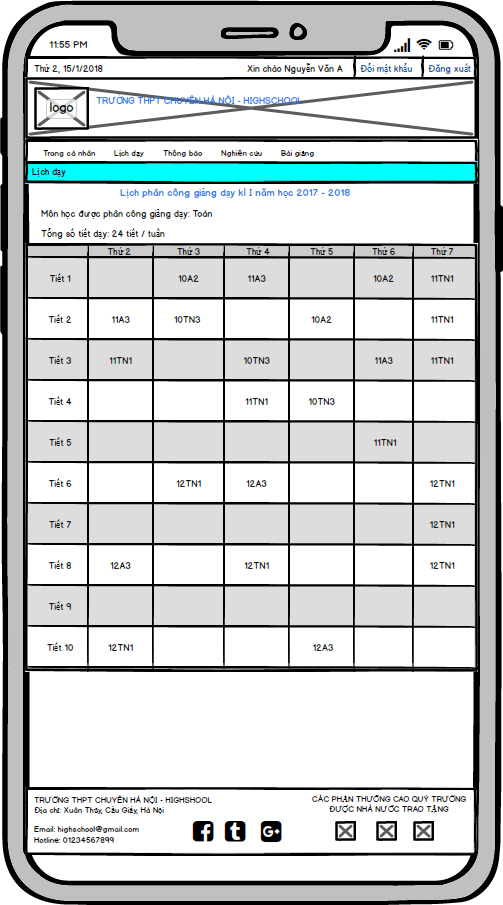 11:55 PM
Thứ 2, 15/1/2018 Xin chào Nguyễn Văn A Đổi mật khẩu Đăng xuất
logo TRƯỜNG THPT CHUYÊN HÀ NỘI - HIGHSCHOOL
Trang cá nhân Lịch dạy Thông báo Nghiên cứu Bài giảng
Lịch dạy
Lịch phân công giảng dạy kì I năm học 2017 - 2018
Môn học được phân công giảng dạy: Toán
Tổng số tiết dạy: 24 tiết / tuần
Thứ 2 Thứ 3 Thứ 4 Thứ 5 Thứ 6 Thứ 7
Tiết 1 10A2 11A3 10A2 11TN1
Tiết 2 11A3 10TN3 10A2 11TN1
Tiết 3 11TN1 10TN3 11A3 11TN1
Tiết 4 11TN1 10TN3
Tiết 5 11TN1
Tiết 6 12TN1 12A3 12TN1
Tiết 7 12TN1
Tiết 8 12A3 12TN1 12TN1
Tiết 9
Tiết 10 12TN1 12A3
TRƯỜNG THPT CHUYÊN HÀ NỘI - HIGHSHOOL
Địa chỉ: Xuân Thủy, Cầu Giấy, Hà Nội
Email: highschool@gmail.com
Hotline: 01234567899
CÁC PHẦN THƯỞNG CAO QUÝ TRƯỜNG
ĐƯỢC NHÀ NƯỚC TRAO TẶNG